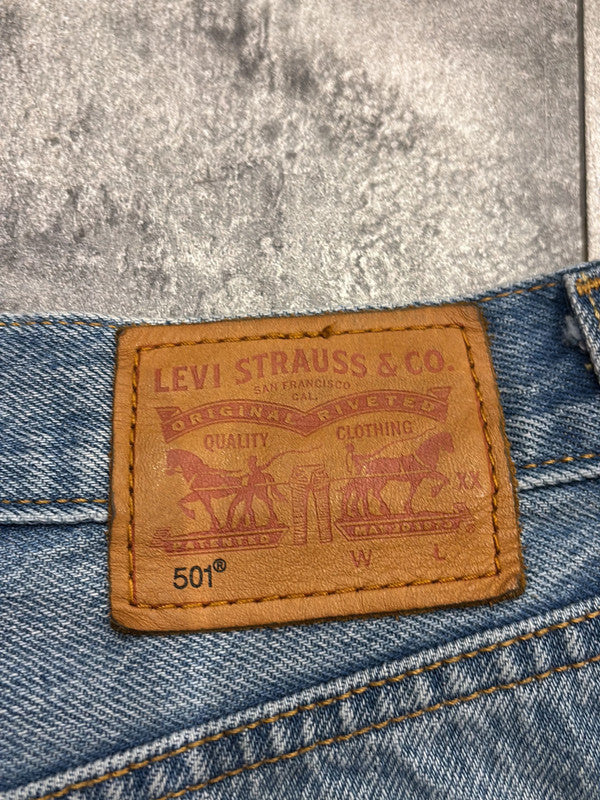 LEVI STRAUSS & CO.
SAN FRANCISCO
CAL.
ORIGINAL RIVETED
QUALITY CLOTHING
XX
PATENTED MAY 20 1873
W L
501®